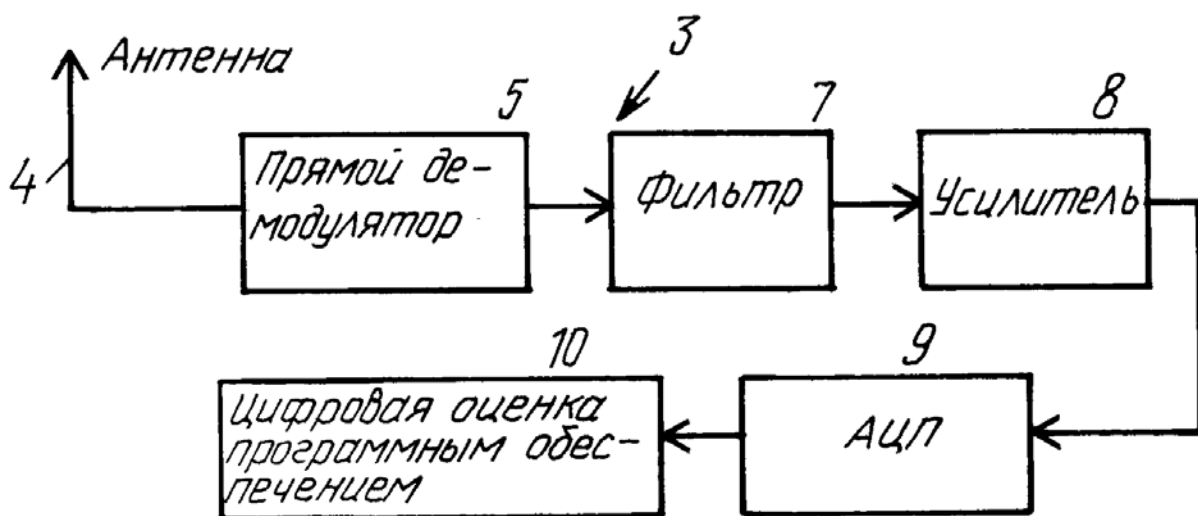 Антенна
3
5
7
8
4
Прямой де-
модулятор
Фильтр
Усилитель
10
9
Цифровая оценка
программным обес-
печением
АЦП